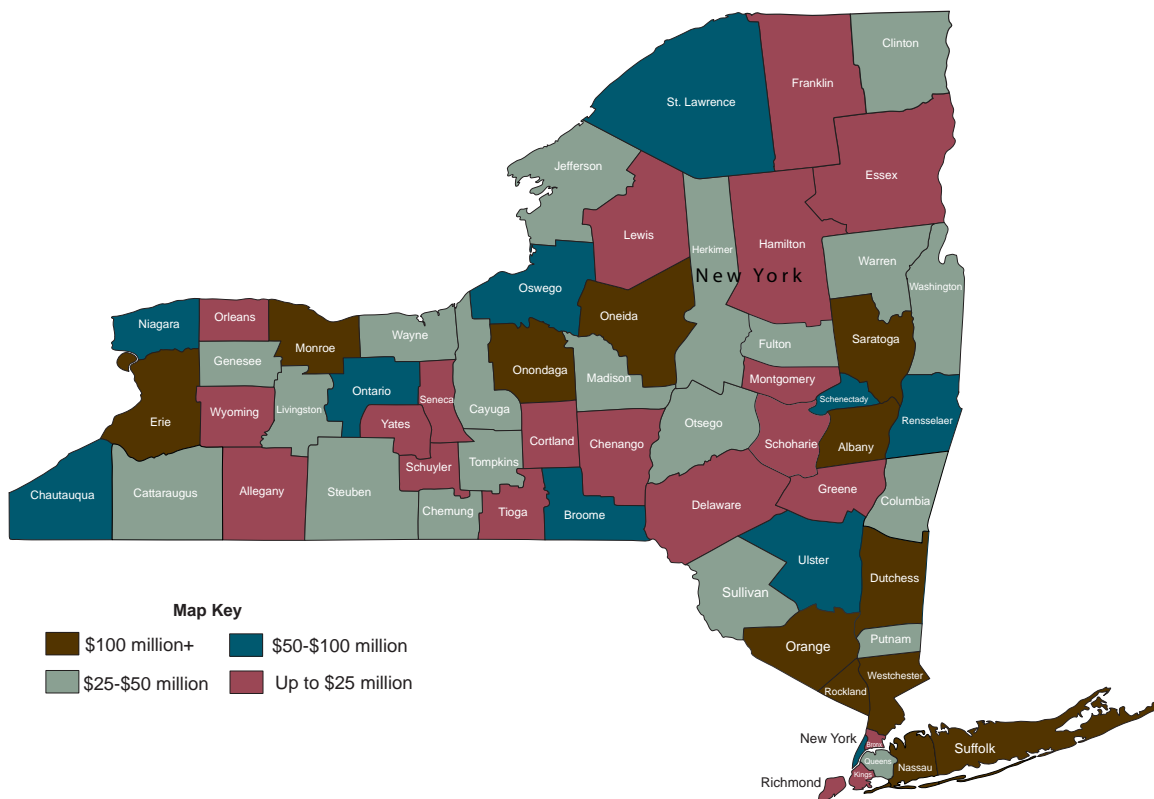 Clinton
Franklin
St. Lawrence
Jefferson
Essex
Lewis
Hamilton
Herkimer
New York
Warren
Washington
Oswego
Oneida
Niagara
Orleans
Monroe
Wayne
Fulton
Saratoga
Genesee
Onondaga
Madison
Montgomery
Ontario
Seneca
Schenectady
Wyoming
Livingston
Cayuga
Erie
Yates
Otsego
Rensselaer
Cortland
Chenango
Schoharie
Albany
Tompkins
Schuyler
Chautauqua
Cattaraugus
Allegany
Steuben
Greene
Columbia
Chemung
Tioga
Broome
Delaware
Ulster
Dutchess
Sullivan
Map Key
$100 million+
$50-$100 million
$25-$50 million
Up to $25 million
Putnam
Orange
Westchester
Rockland
New York
Bronx
Suffolk
Queens
Nassau
Kings
Richmond